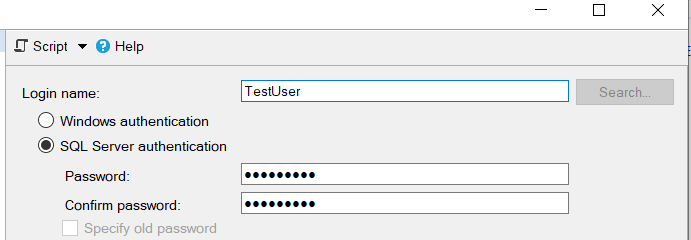 Script Help
Login name: TestUser Search...
Windows authentication
SQL Server authentication
Password: ●●●●●●●●●
Confirm password: ●●●●●●●●●
Specify old password